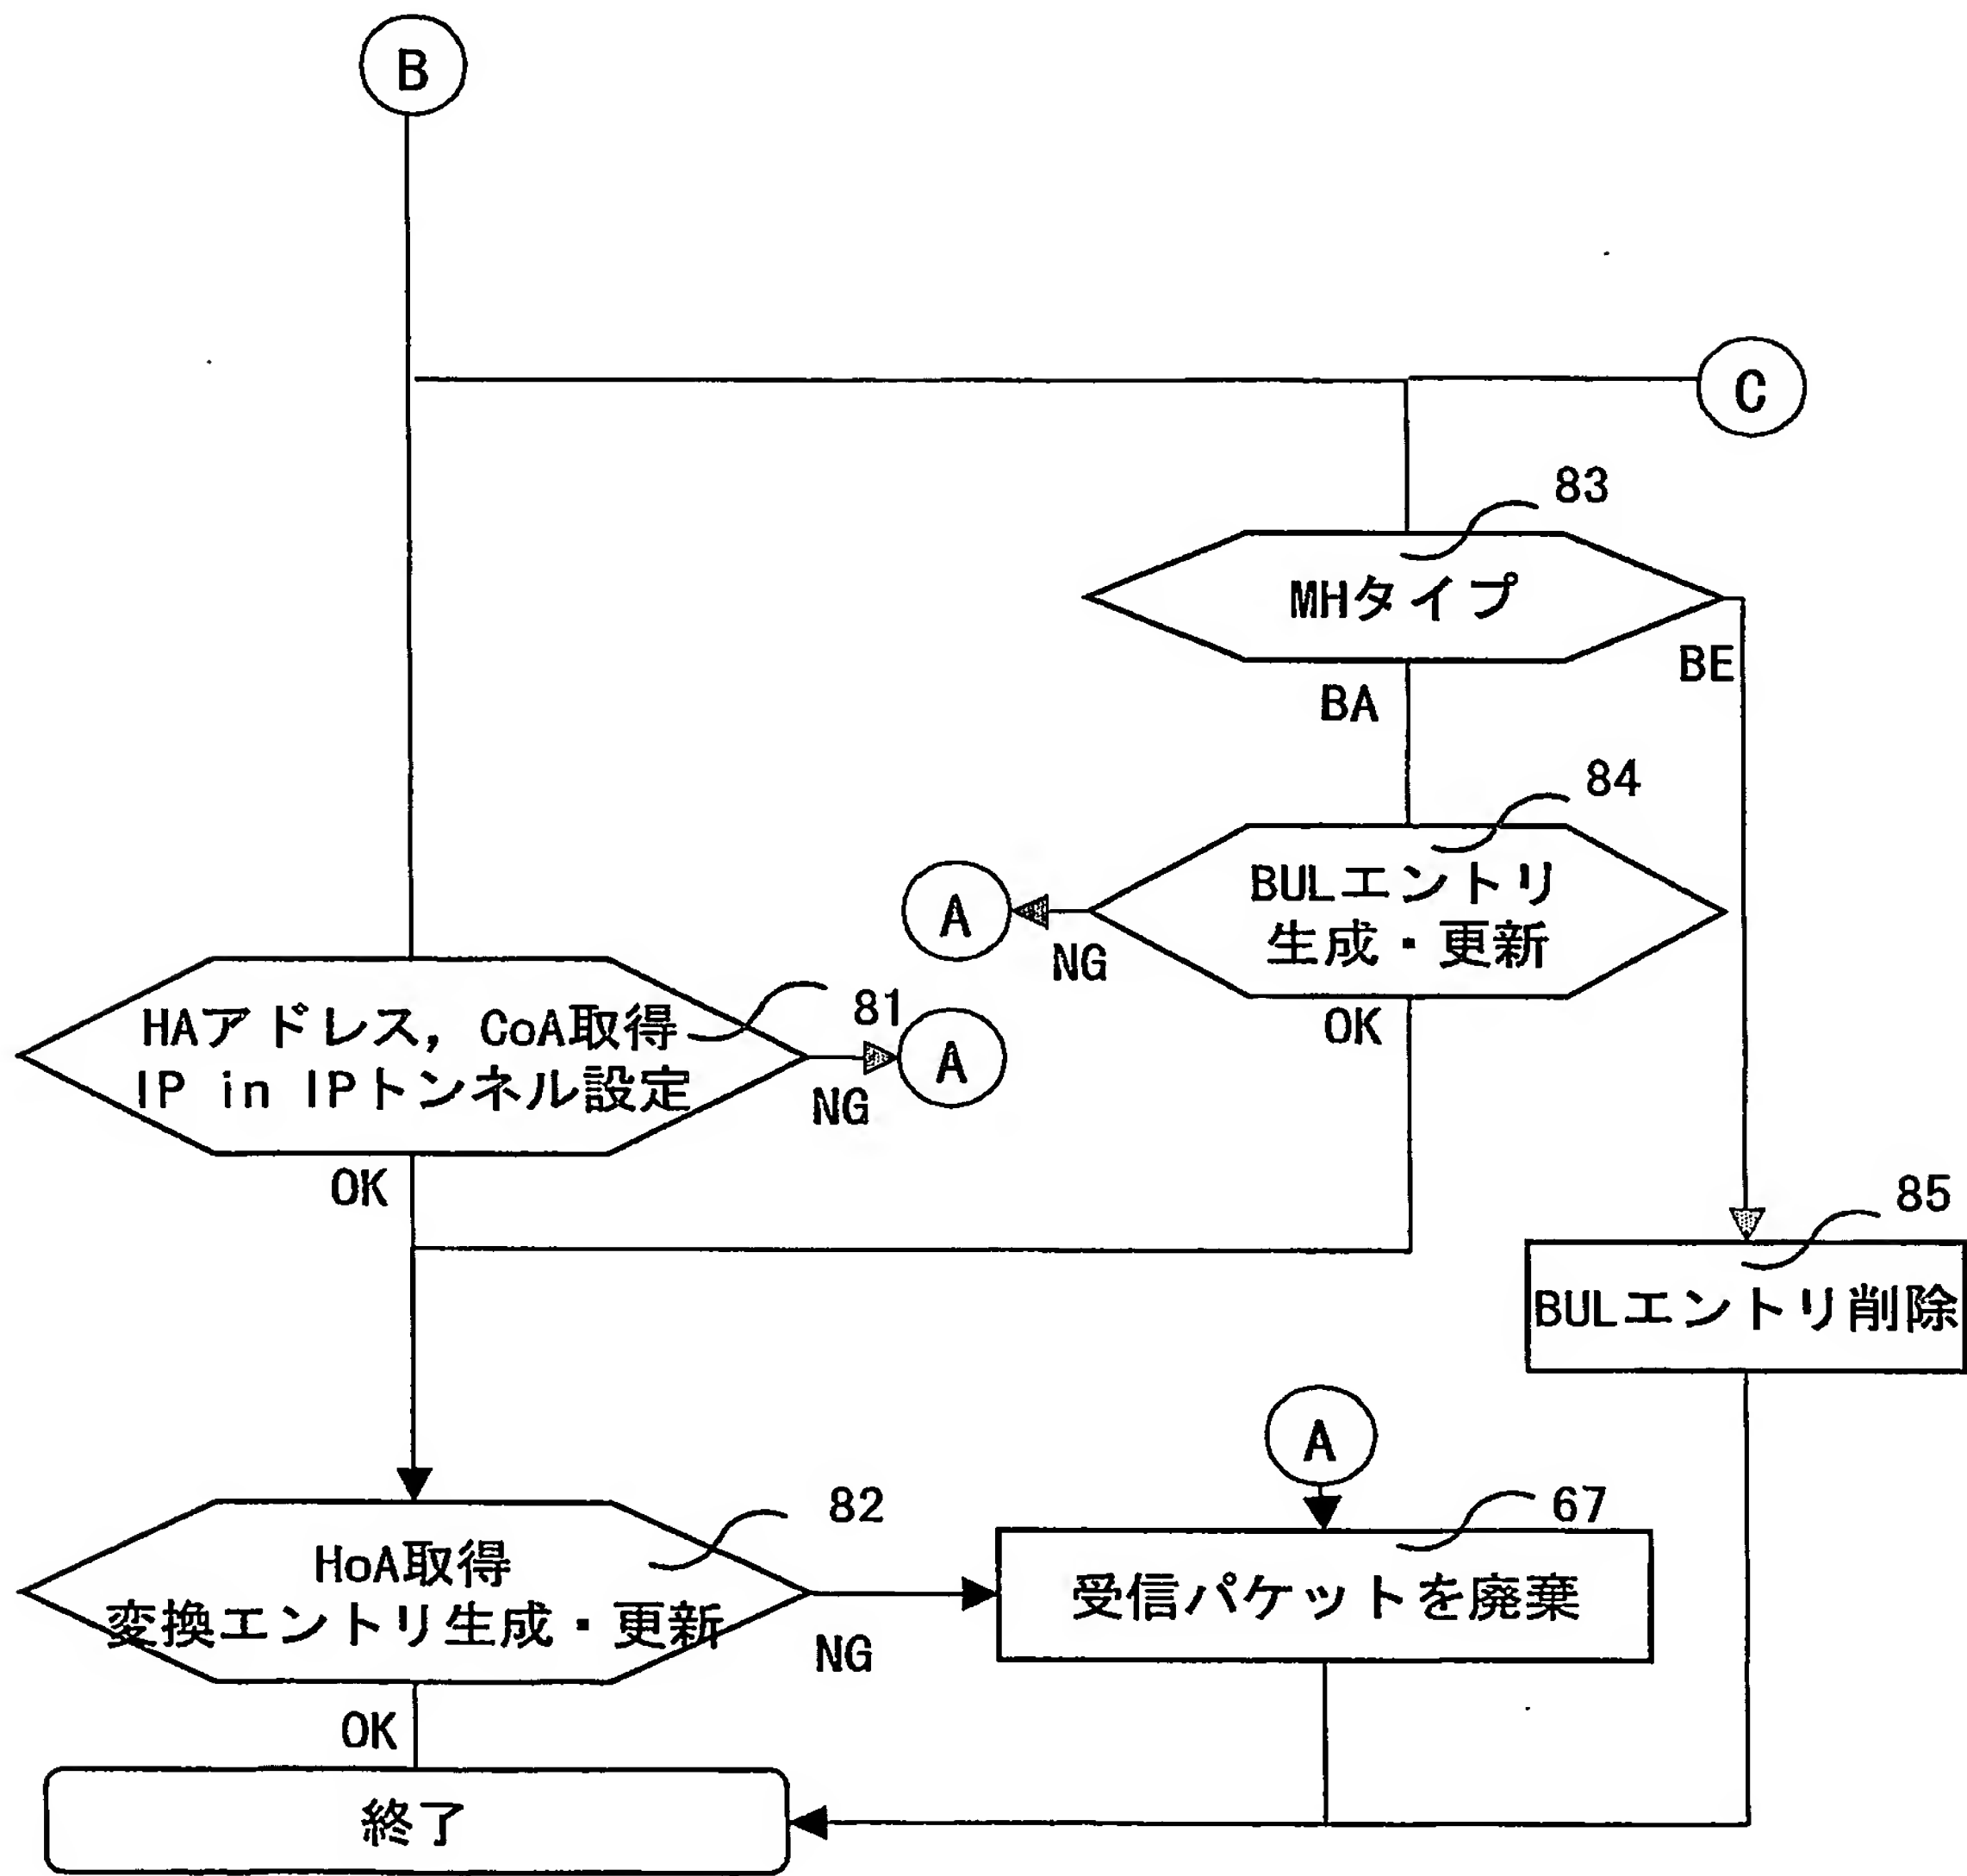 B
C
83
MHタイプ
BE
BA
84
BULエントリ
生成・更新
A
NG
OK
81
HAアドレス, CoA取得
IP in IPトンネル設定
A
NG
OK
85
BULエントリ削除
A
82
HoA取得
変換エントリ生成・更新
NG
67
受信パケットを廃棄
OK
終了